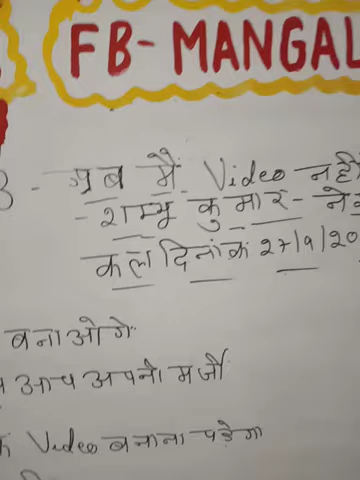 FB- MANGAL
3 - अब मै Video नही
- शम्भू कुमार - ने
कल दिनांक 27/9/20
बनाओगे
आप अपनी मर्जी
Video बनाना पड़ेगा